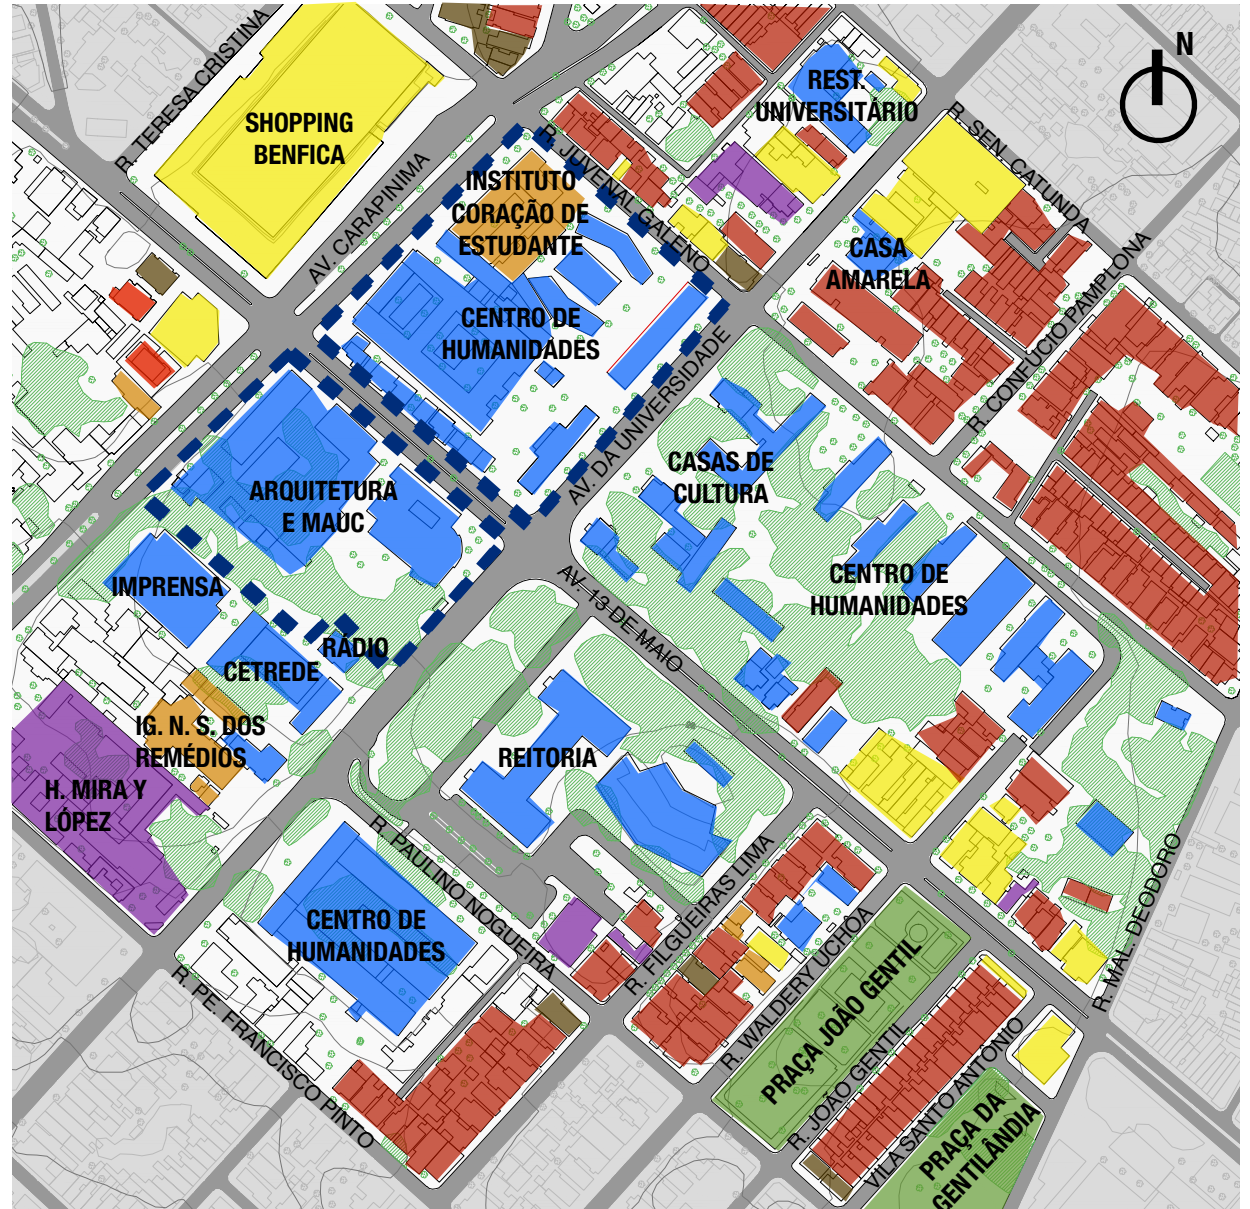 N
R. TERESA CRISTINA
SHOPPING
BENFICA
AV. CARAPINIMA
REST.
UNIVERSITÁRIO
R. SEN. CATUNDA
R. JUVENAL GALENO
INSTITUTO
CORAÇÃO DE
ESTUDANTE
CASA
AMARELA
R. CONFÚCIO PAMPLONA
CENTRO DE
HUMANIDADES
AV. DA UNIVERSIDADE
CASAS DE
CULTURA
ARQUITETURA
E MAUC
IMPRENSA
RÁDIO
CETREDE
AV. 13 DE MAIO
CENTRO DE
HUMANIDADES
IG. N. S. DOS
REMÉDIOS
H. MIRA Y
LÓPEZ
REITORIA
R. PAULINO NOGUEIRA
CENTRO DE
HUMANIDADES
R. FILGUEIRAS LIMA
R. WALDERY UCHÔA
R. MAL. DEODORO
R. PE. FRANCISCO PINTO
PRAÇA JOÃO GENTIL
R. JOÃO GENTIL
VILA SANTO ANTÔNIO
PRAÇA DA
GENTILÂNDIA